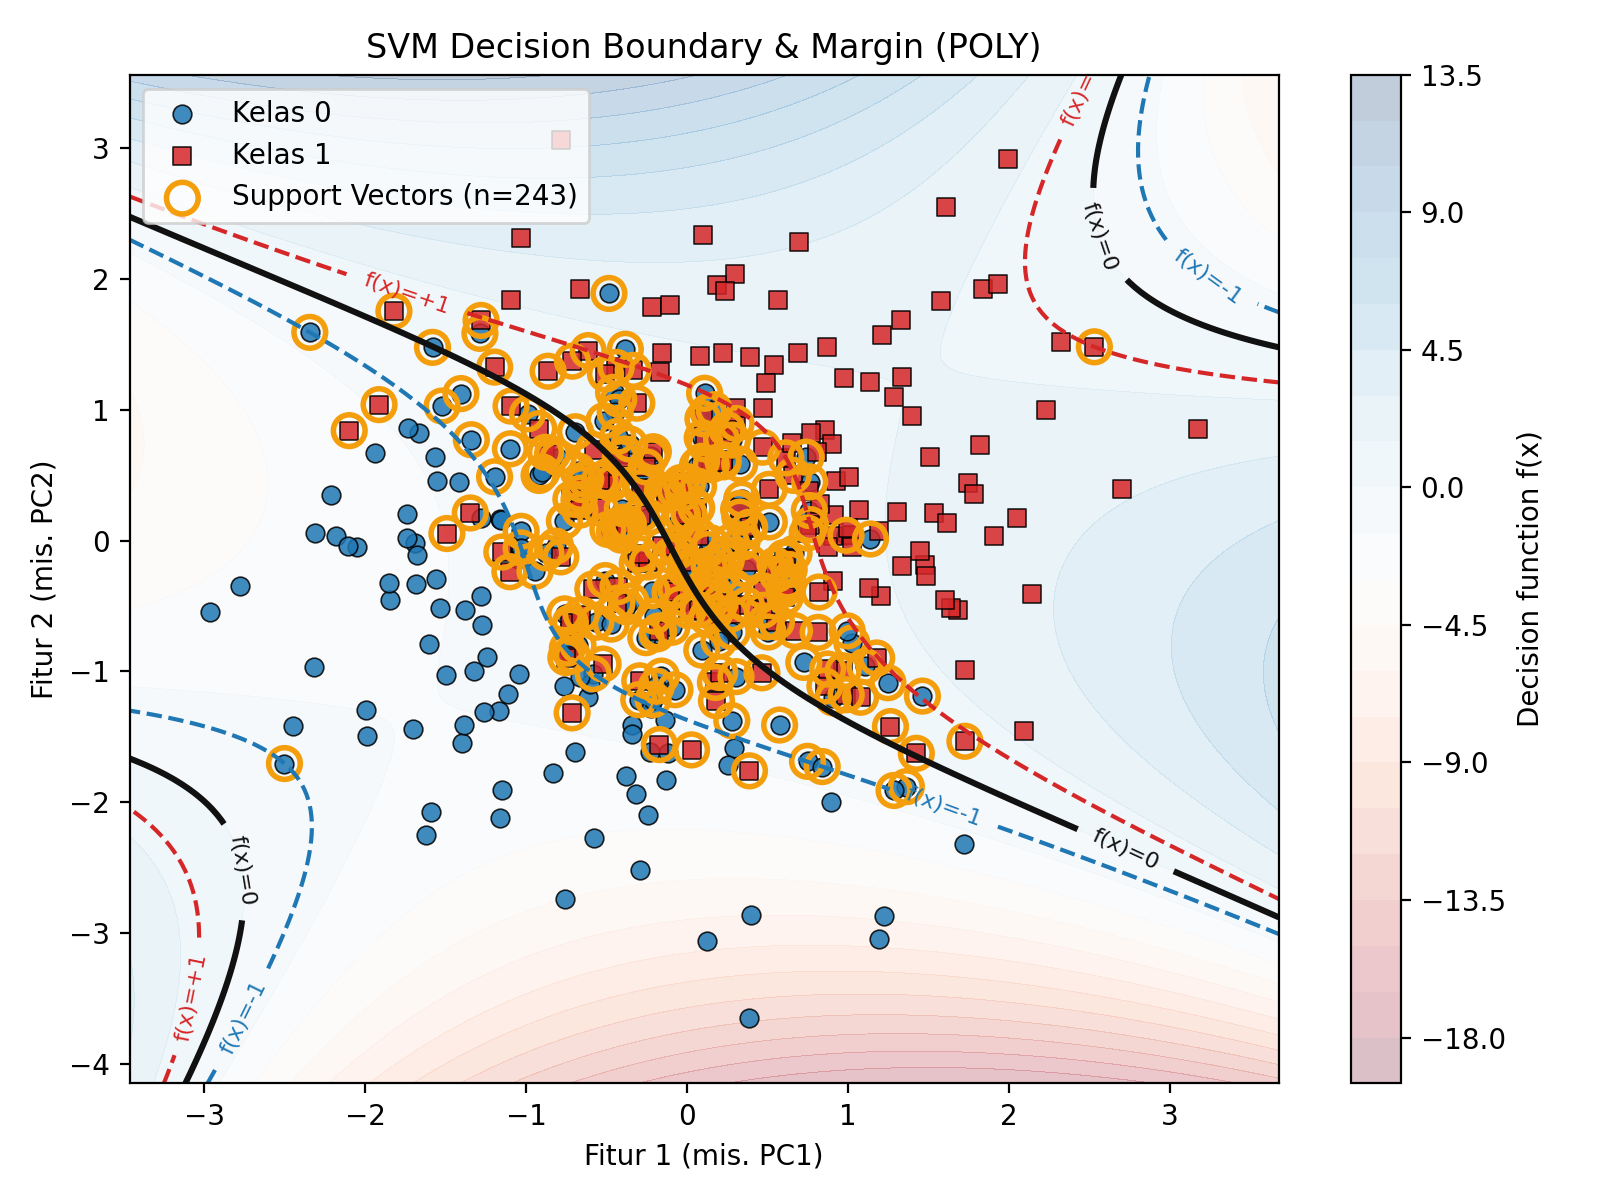 SVM Decision Boundary & Margin (POLY)
Kelas 0
Kelas 1
Support Vectors (n=243)
f(x)=
f(x)=0
f(x)=-1
f(x)=+1
f(x)=-1
f(x)=0
f(x)=0
f(x)=+1
f(x)=-1
3
2
1
0
−1
−2
−3
−4
Fitur 2 (mis. PC2)
−3
−2
−1
0
1
2
3
Fitur 1 (mis. PC1)
13.5
9.0
4.5
0.0
−4.5
−9.0
−13.5
−18.0
Decision function f(x)